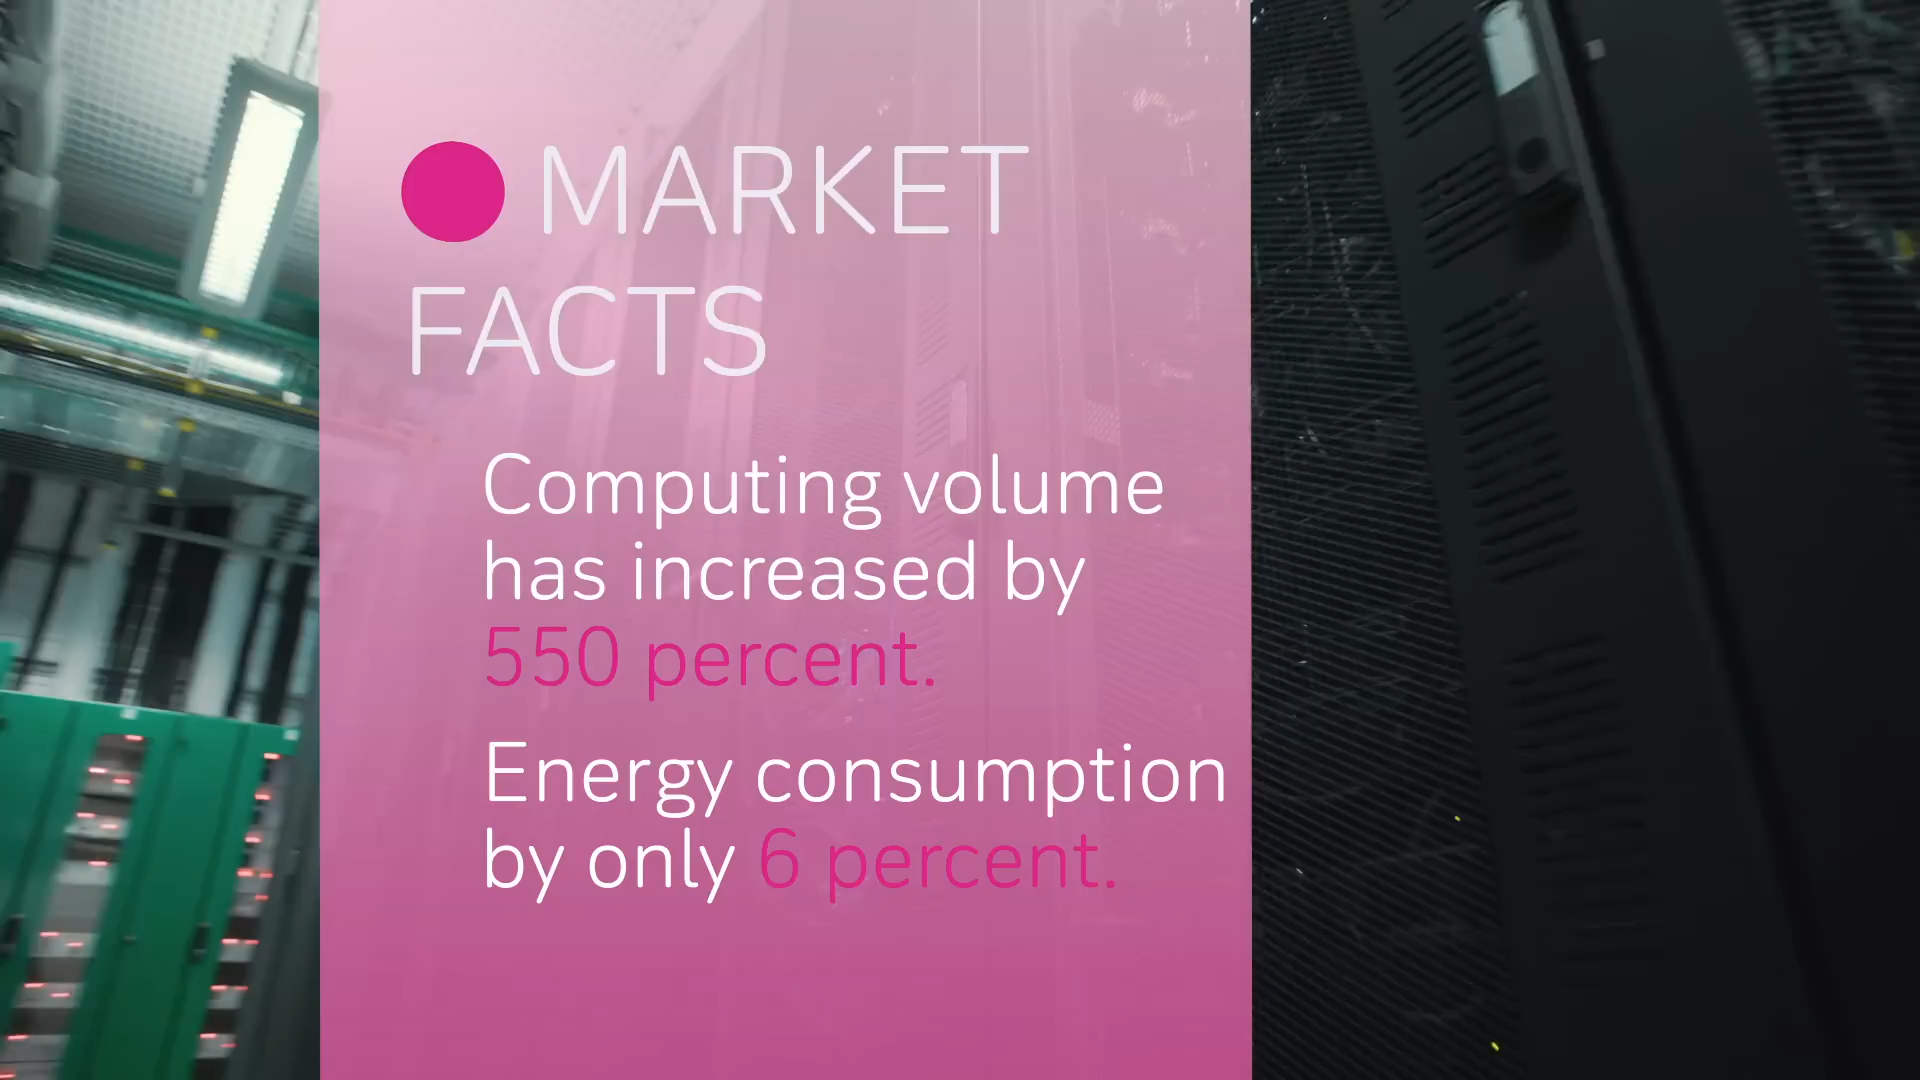 MARKET
FACTS
Computing volume
has increased by
550 percent.
Energy consumption
by only 6 percent.